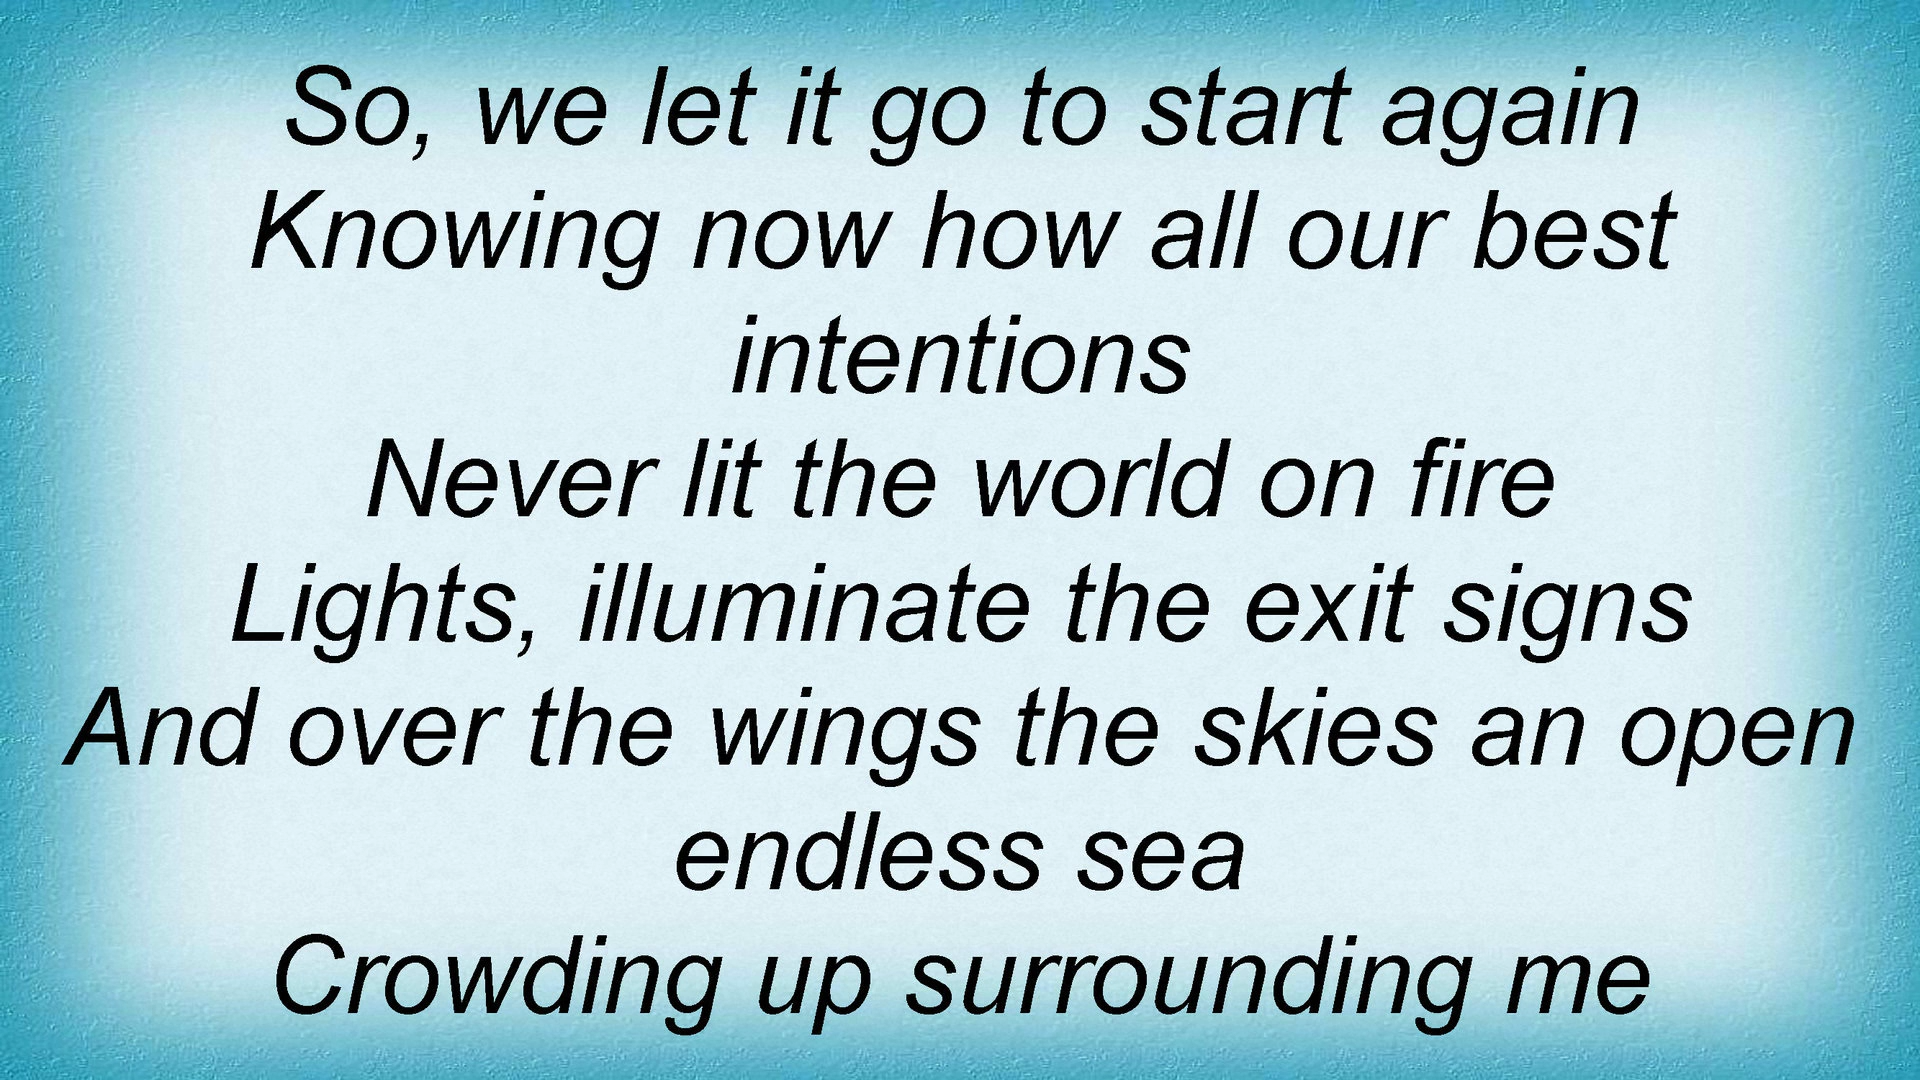 So, we let it go to start again
Knowing now how all our best
intentions
Never lit the world on fire
Lights, illuminate the exit signs
And over the wings the skies an open
endless sea
Crowding up surrounding me